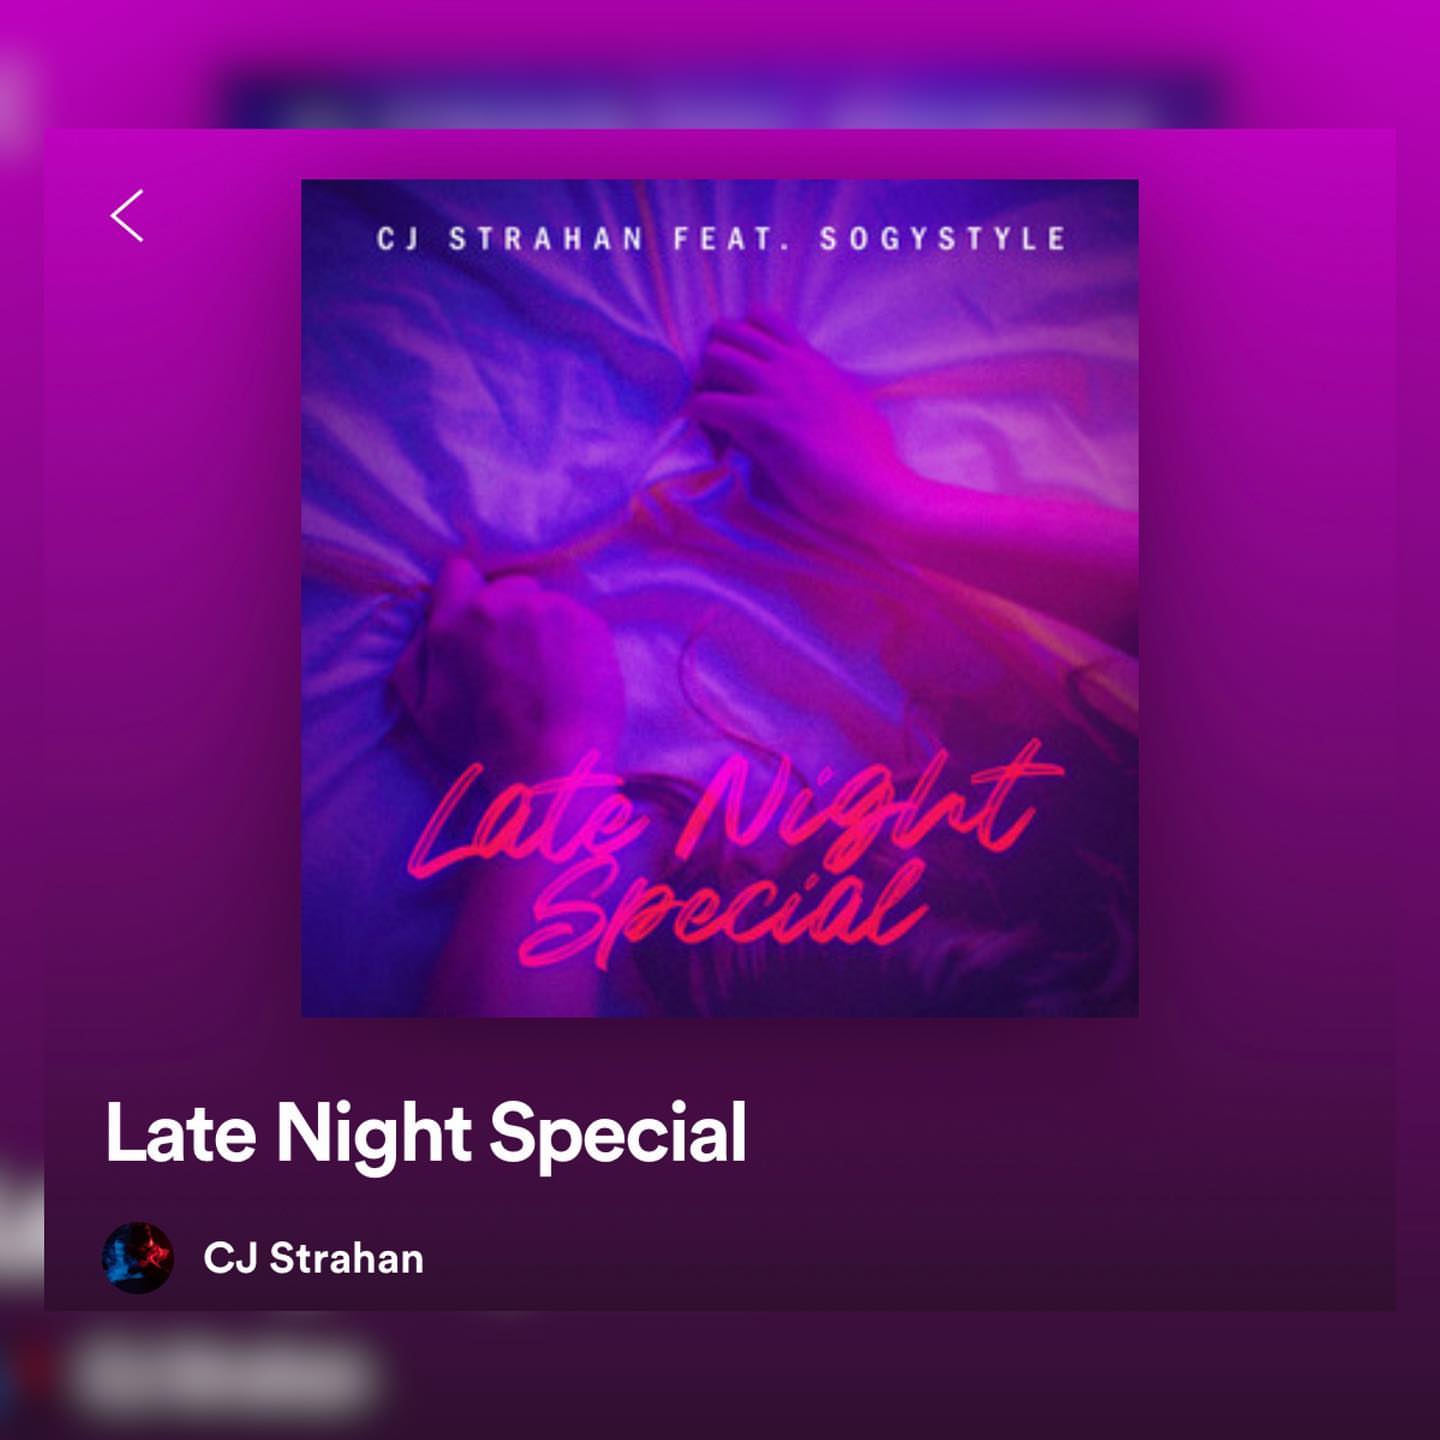 CJ STRAHAN FEAT. SOGYSTYLE
Late Night
Special
Late Night Special
CJ Strahan